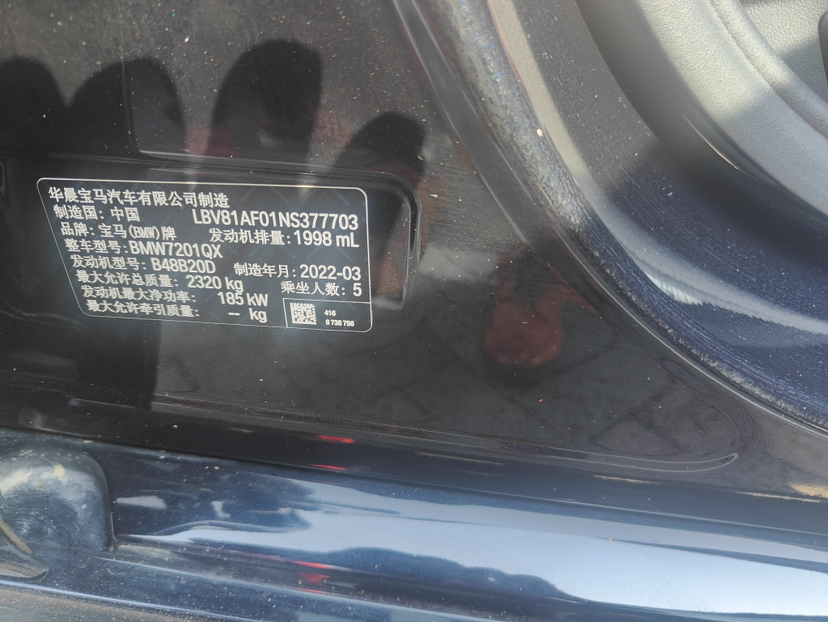 华晨宝马汽车有限公司制造
制造国: 中国 LBV81AF01NS377703
品牌: 宝马(BMW)牌 发动机排量: 1998 mL
整车型号: BMW7201QX
发动机型号: B48B20D 制造年月: 2022-03
最大允许总质量: 2320 kg 乘坐人数: 5
发动机最大净功率: 185 kW
最大允许牵引质量: -- kg
416
8 738 756